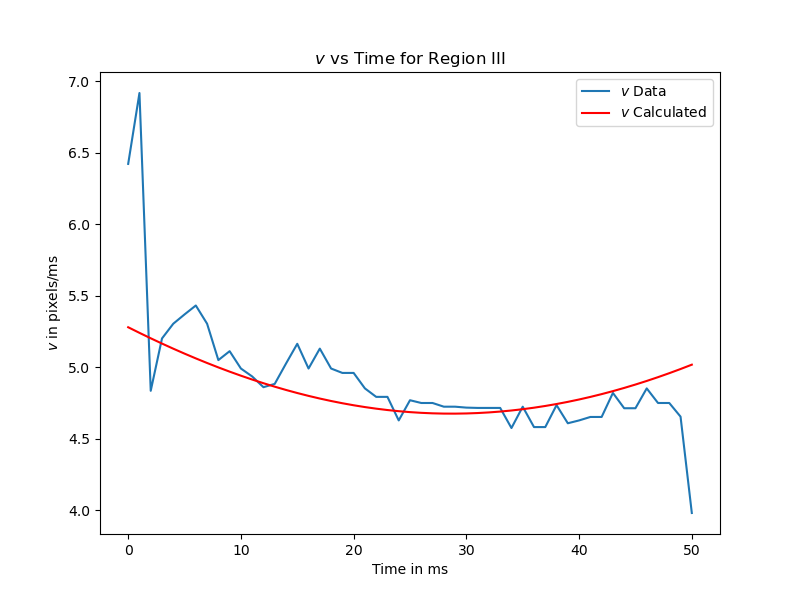 v vs Time for Region III
v Data
v Calculated
7.0
6.5
6.0
5.5
5.0
4.5
4.0
v in pixels/ms
0 10 20 30 40 50
Time in ms